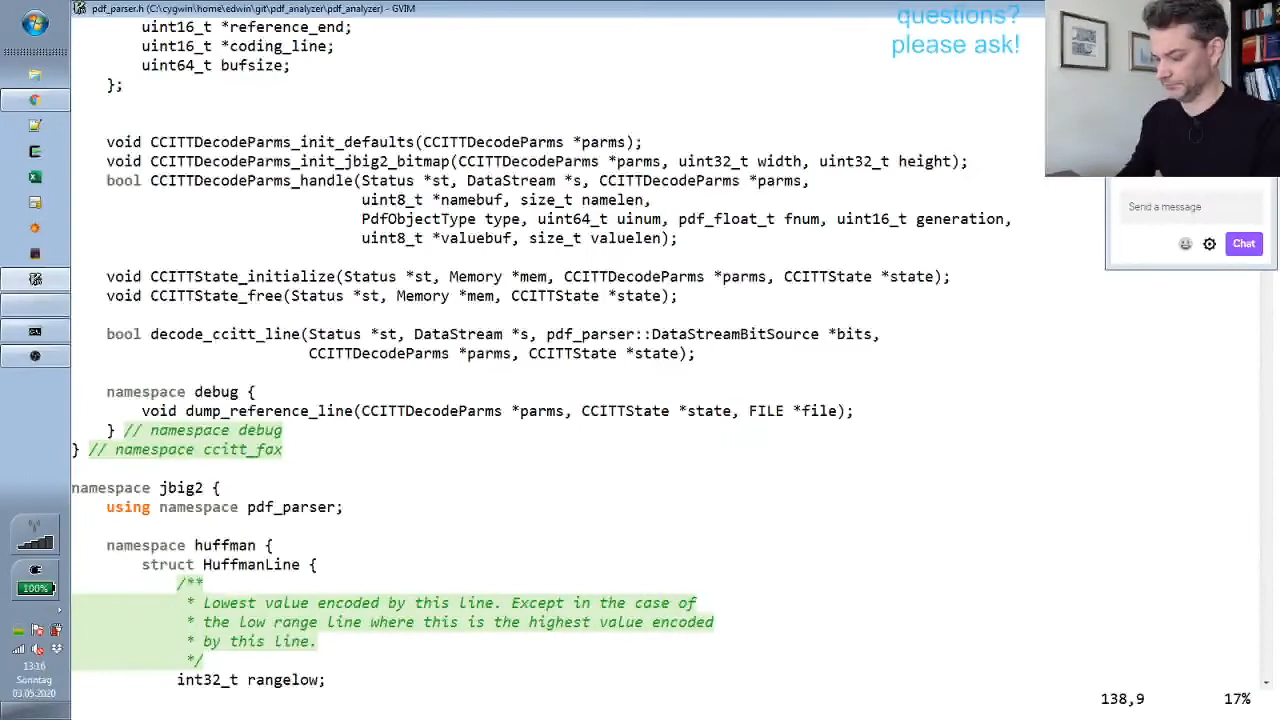 pdf_parser.h (C:\cygwin\home\edwin\git\pdf_analyzer\pdf_analyzer) - GVIM
uint16_t *reference_end;
uint16_t *coding_line;
uint64_t bufsize;
};
void CCITTDecodeParms_init_defaults(CCITTDecodeParms *parms);
void CCITTDecodeParms_init_jbig2_bitmap(CCITTDecodeParms *parms, uint32_t width, uint32_t height);
bool CCITTDecodeParms_handle(Status *st, DataStream *s, CCITTDecodeParms *parms,
uint8_t *namebuf, size_t namelen,
PdfObjectType type, uint64_t uinum, pdf_float_t fnum, uint16_t generation,
uint8_t *valuebuf, size_t valuelen);
void CCITTState_initialize(Status *st, Memory *mem, CCITTDecodeParms *parms, CCITTState *state);
void CCITTState_free(Status *st, Memory *mem, CCITTState *state);
bool decode_ccitt_line(Status *st, DataStream *s, pdf_parser::DataStreamBitSource *bits,
CCITTDecodeParms *parms, CCITTState *state);
namespace debug {
void dump_reference_line(CCITTDecodeParms *parms, CCITTState *state, FILE *file);
} // namespace debug
} // namespace ccitt_fax
namespace jbig2 {
using namespace pdf_parser;
namespace huffman {
struct HuffmanLine {
/**
* Lowest value encoded by this line. Except in the case of
* the low range line where this is the highest value encoded
* by this line.
*/
int32_t rangelow;
138,9 17%
questions?
please ask!
Send a message
Chat
100%
13:16
Sonntag
03.05.2020